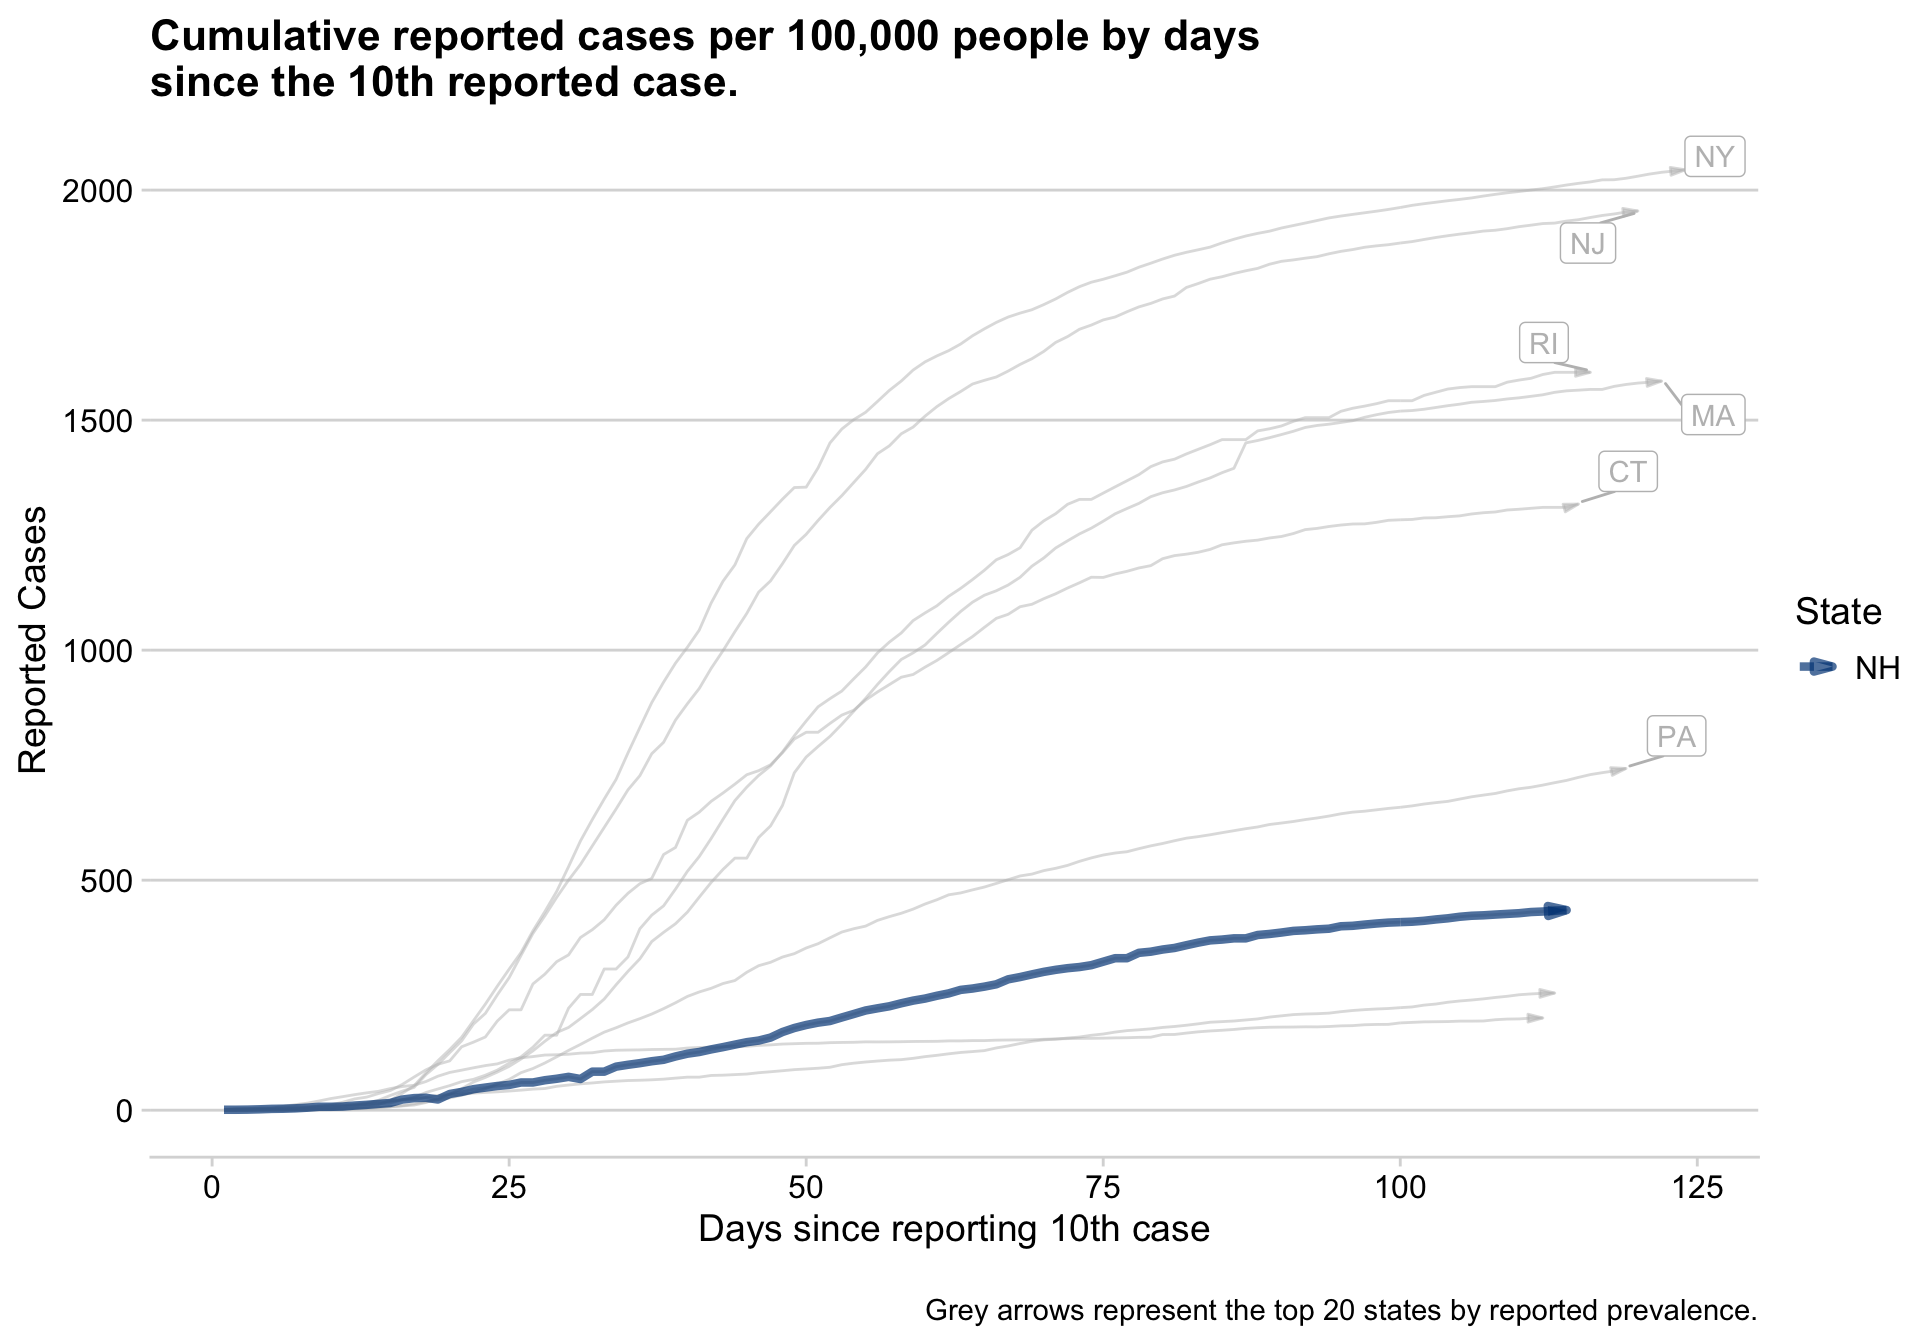 Cumulative reported cases per 100,000 people by days
since the 10th reported case.
NY
2000
NJ
RI
MA
1500
CT
Reported Cases
1000
State
NH
PA
500
0
0 25 50 75 100 125
Days since reporting 10th case
Grey arrows represent the top 20 states by reported prevalence.